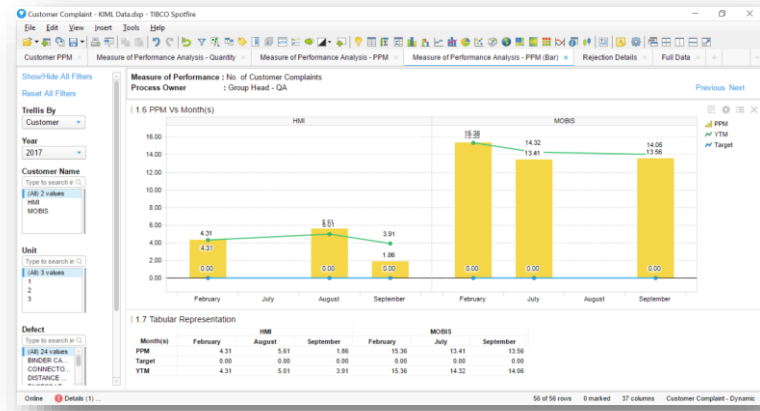 Customer Complaint - KIML Data.dxp - TIBCO Spotfire
File Edit View Insert Tools Help
Customer PPM × Measure of Performance Analysis - Quantity × Measure of Performance Analysis - PPM × Measure of Performance Analysis - PPM (Bar) × Rejection Details × Full Data × +
Show/Hide All Filters
Reset All Filters
Trellis By
Customer
Year
2017
Customer Name
Type to search ir
(All) 2 values
HMI
MOBIS
Unit
Type to search ir
(All) 3 values
1
2
3
Defect
Type to search ir
(All) 24 values
BINDER CA...
CONNECTO...
DISTANCE ...
Measure of Performance : No. of Customer Complaints
Process Owner : Group Head - QA
Previous Next
1.6 PPM Vs Month(s)
HMI MOBIS
PPM
YTM
Target
16.00
14.00
12.00
10.00
8.00
6.00
4.00
2.00
0.00
4.31
4.31
0.00
5.61
5.01
0.00
3.91
1.86
0.00
15.36
0.00
14.32
13.41
0.00
14.06
13.56
0.00
February July August September February July August September
1.7 Tabular Representation
HMI MOBIS
Month(s) February August September February July September
PPM 4.31 5.61 1.86 15.36 13.41 13.56
Target 0.00 0.00 0.00 0.00 0.00 0.00
YTM 4.31 5.01 3.91 15.36 14.32 14.06
Online Details (1) ... 56 of 56 rows 0 marked 37 columns Customer Complaint - Dynamic